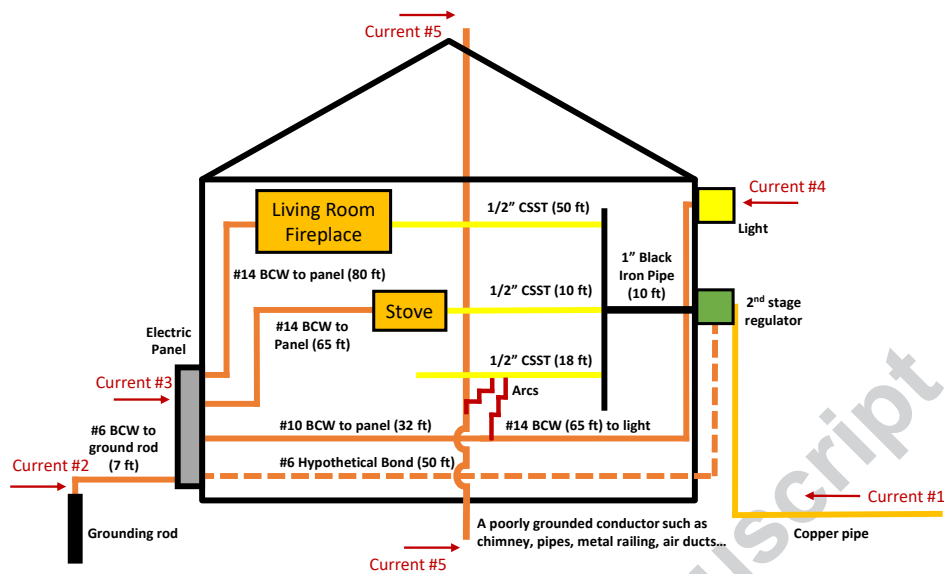 Current #5
Current #4
Living Room
Fireplace
1/2” CSST (50 ft)
Light
#14 BCW to panel (80 ft)
1” Black
Iron Pipe
(10 ft)
1/2” CSST (10 ft)
2nd stage
regulator
Stove
Electric
Panel
#14 BCW to
Panel (65 ft)
1/2” CSST (18 ft)
Current #3
Arcs
#6 BCW to
ground rod
(7 ft)
#10 BCW to panel (32 ft)
#14 BCW (65 ft) to light
Current #2
#6 Hypothetical Bond (50 ft)
Current #1
Grounding rod
A poorly grounded conductor such as
chimney, pipes, metal railing, air ducts…
Copper pipe
Current #5